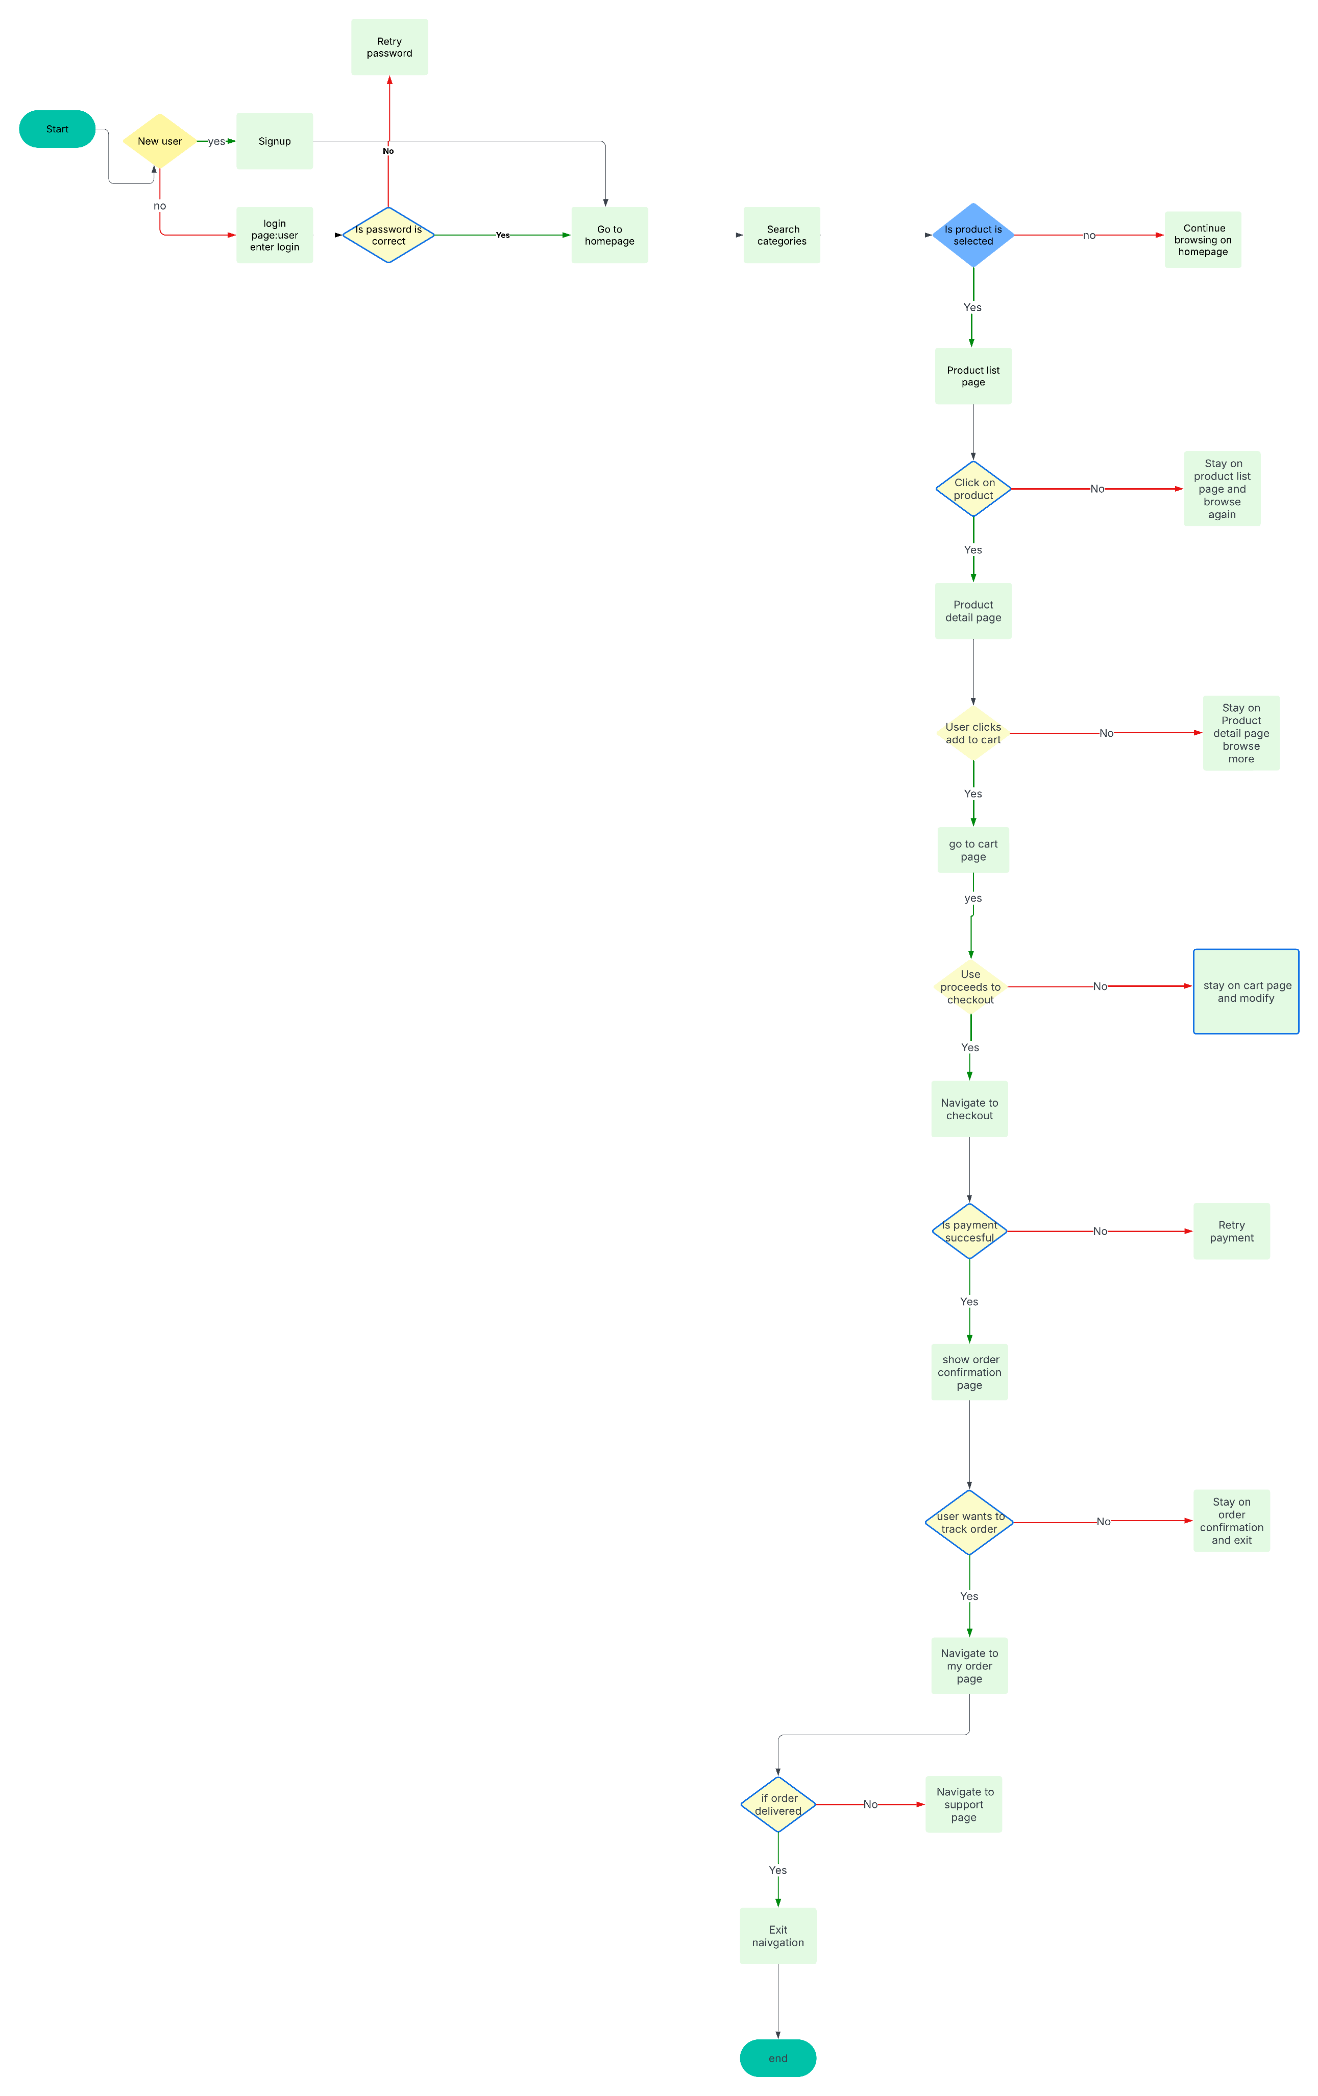 Retry
password
Start
New user
yes
Signup
No
no
login
page:user
enter login
Is password is
correct
Yes
Go to
homepage
Search
categories
Is product is
selected
no
Continue
browsing on
homepage
Yes
Product list
page
Click on
product
No
Stay on
product list
page and
browse
again
Yes
Product
detail page
User clicks
add to cart
No
Stay on
Product
detail page
browse
more
Yes
go to cart
page
yes
Use
proceeds to
checkout
No
stay on cart page
and modify
Yes
Navigate to
checkout
Is payment
succesful
No
Retry
payment
Yes
show order
confirmation
page
user wants to
track order
No
Stay on
order
confirmation
and exit
Yes
Navigate to
my order
page
if order
delivered
No
Navigate to
support
page
Yes
Exit
naivgation
end